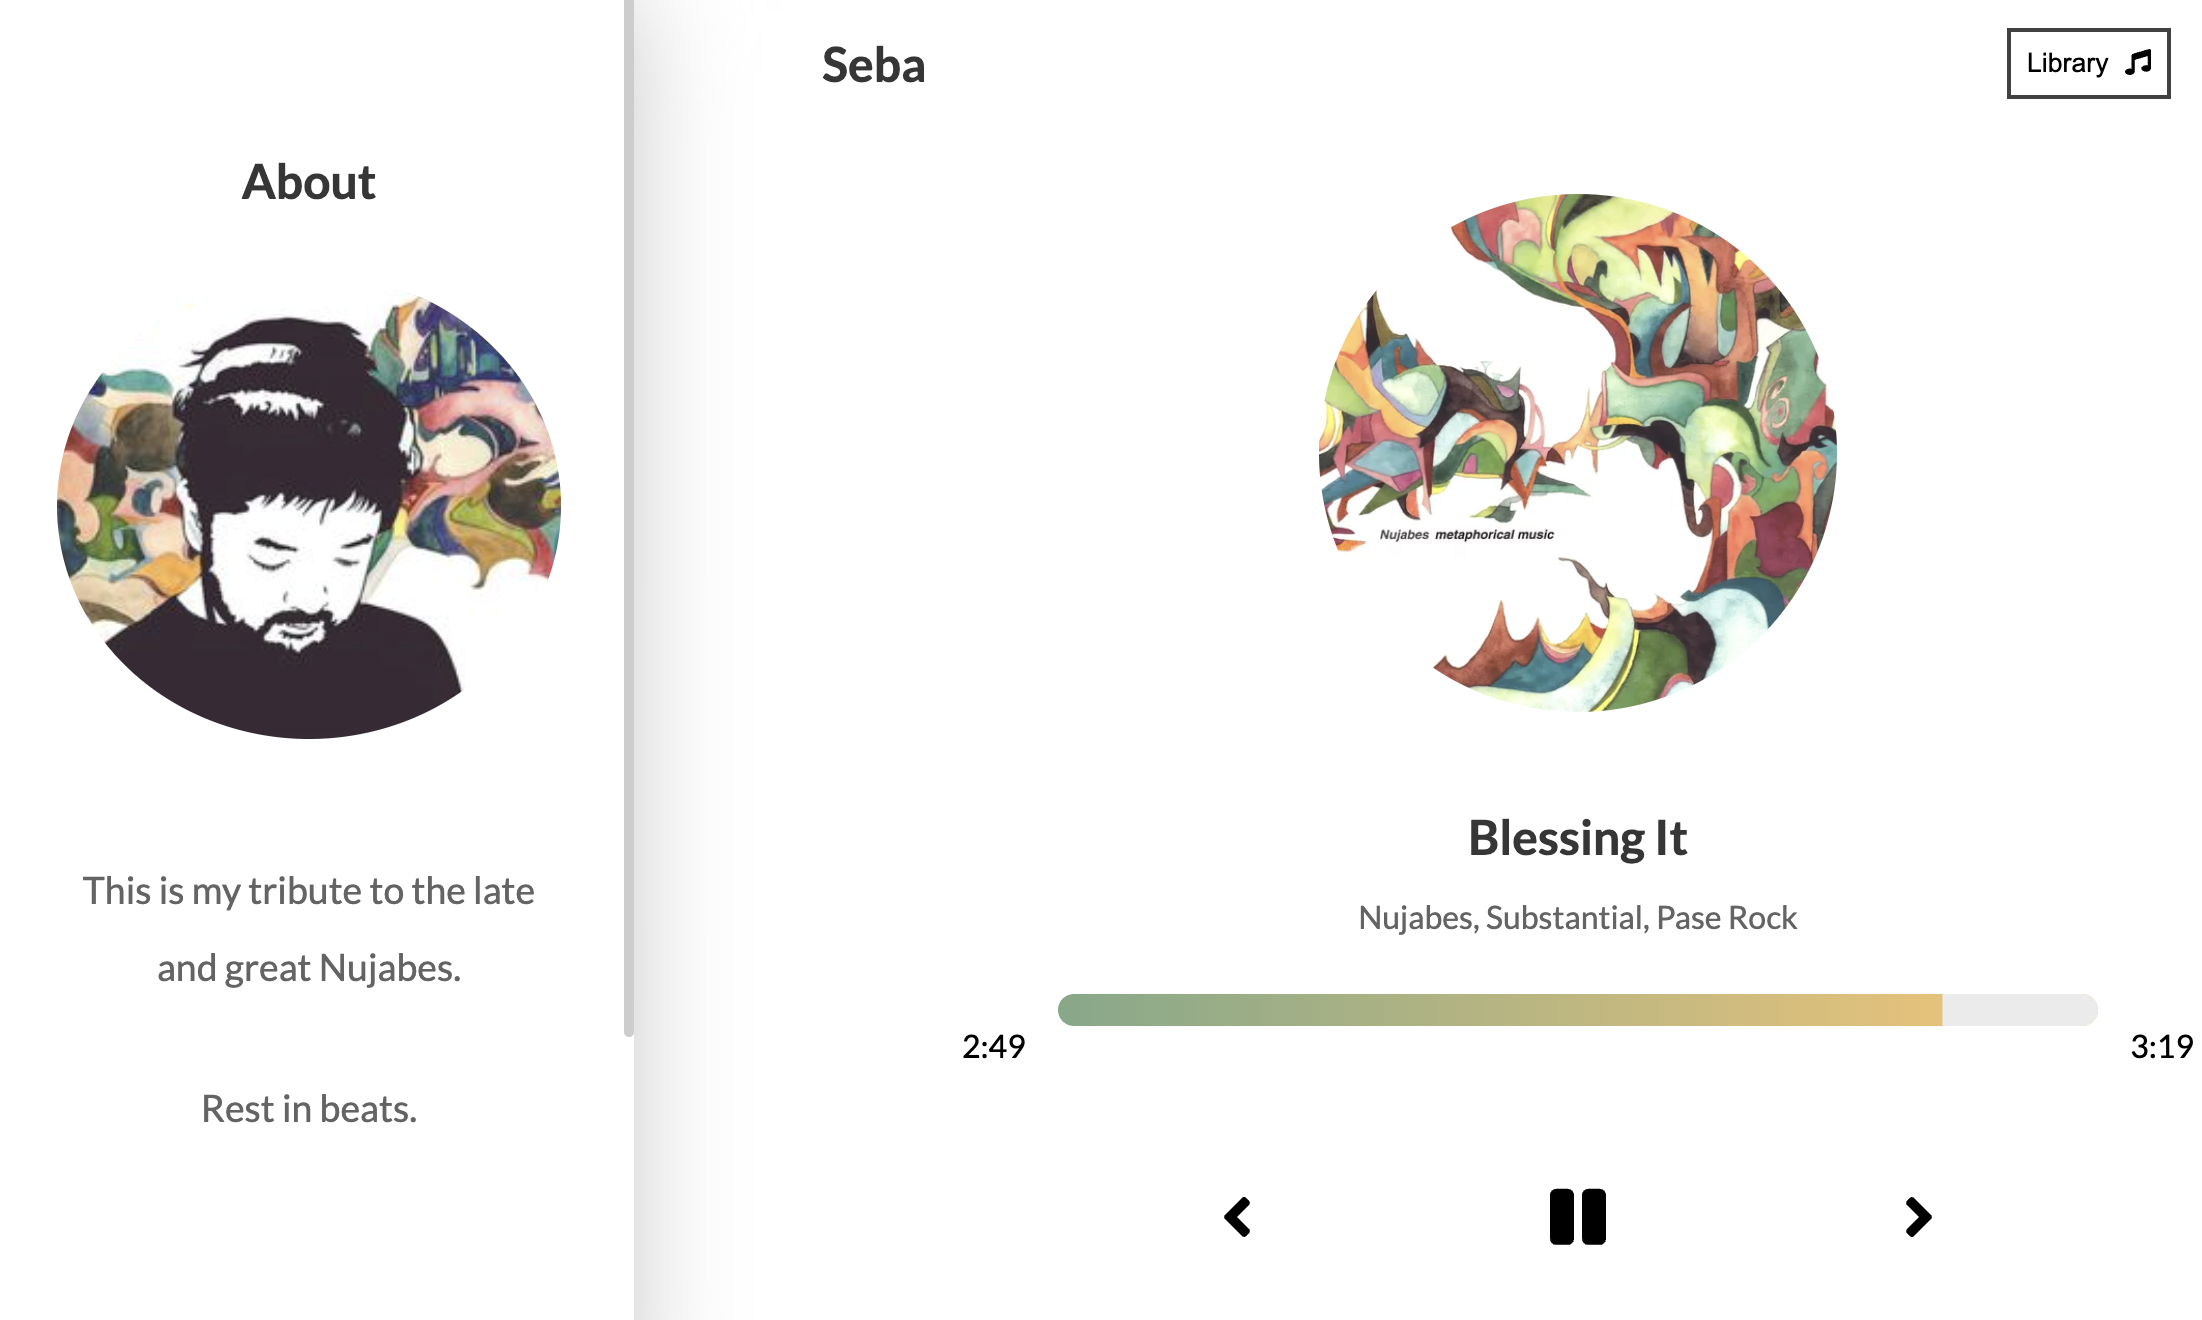 About
This is my tribute to the late
and great Nujabes.
Rest in beats.
Seba
Library
Nujabes metaphorical music
Blessing It
Nujabes, Substantial, Pase Rock
2:49
3:19